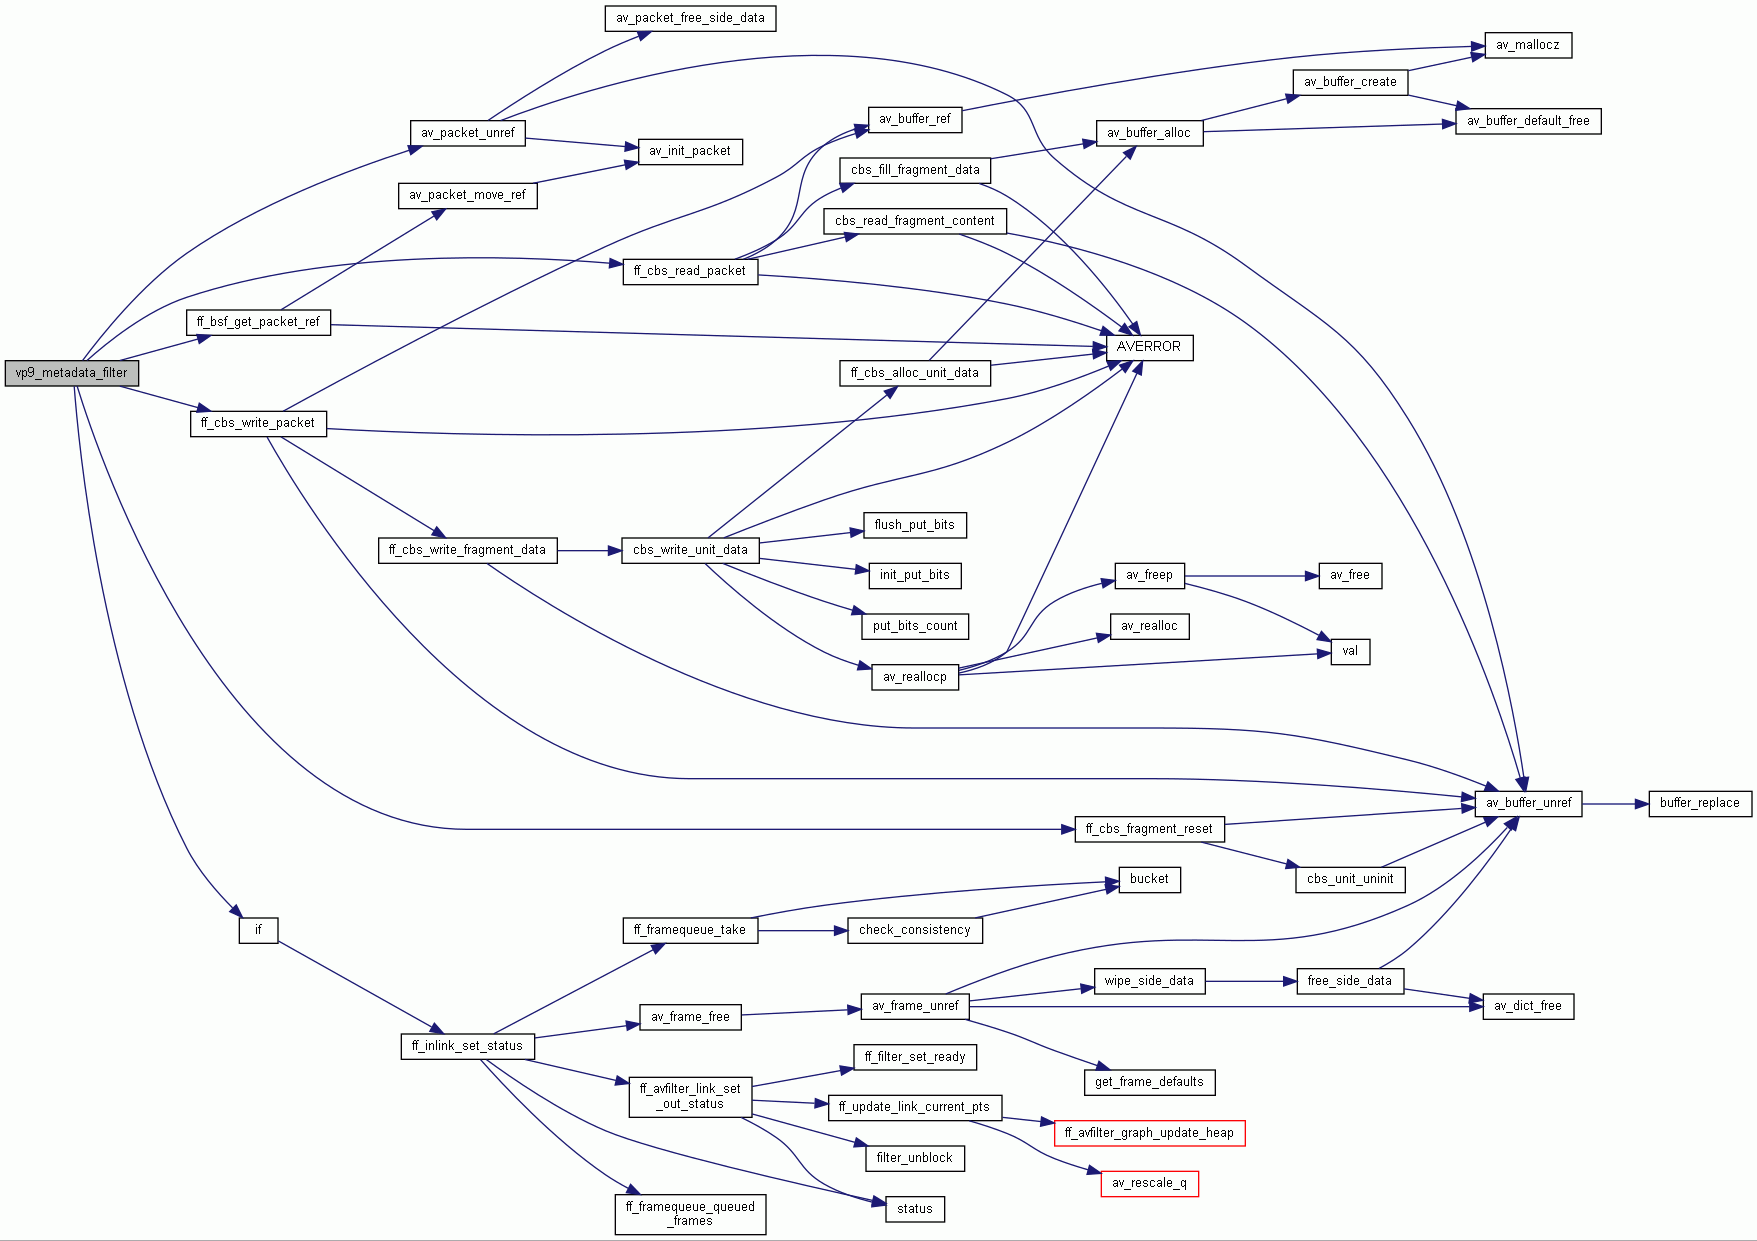 av_packet_free_side_data
av_mallocz
av_buffer_create
av_buffer_ref
av_buffer_default_free
av_packet_unref
av_buffer_alloc
av_init_packet
cbs_fill_fragment_data
av_packet_move_ref
cbs_read_fragment_content
ff_cbs_read_packet
ff_bsf_get_packet_ref
AVERROR
vp9_metadata_filter
ff_cbs_alloc_unit_data
ff_cbs_write_packet
flush_put_bits
ff_cbs_write_fragment_data
cbs_write_unit_data
init_put_bits
av_freep
av_free
put_bits_count
av_realloc
val
av_reallocp
av_buffer_unref
buffer_replace
ff_cbs_fragment_reset
bucket
cbs_unit_uninit
if
ff_framequeue_take
check_consistency
wipe_side_data
free_side_data
av_frame_unref
av_dict_free
av_frame_free
ff_inlink_set_status
ff_filter_set_ready
get_frame_defaults
ff_avfilter_link_set
_out_status
ff_update_link_current_pts
ff_avfilter_graph_update_heap
filter_unblock
av_rescale_q
ff_framequeue_queued
_frames
status